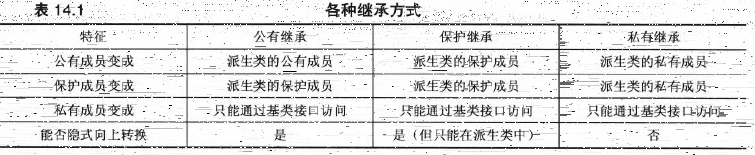 表 14.1 各种继承方式
特征 公有继承 保护继承 私有继承
公有成员变成 派生类的公有成员 派生类的保护成员 派生类的私有成员
保护成员变成 派生类的保护成员 派生类的保护成员 派生类的私有成员
私有成员变成 只能通过基类接口访问 只能通过基类接口访问 只能通过基类接口访问
能否隐式向上转换 是 是（但只能在派生类中） 否